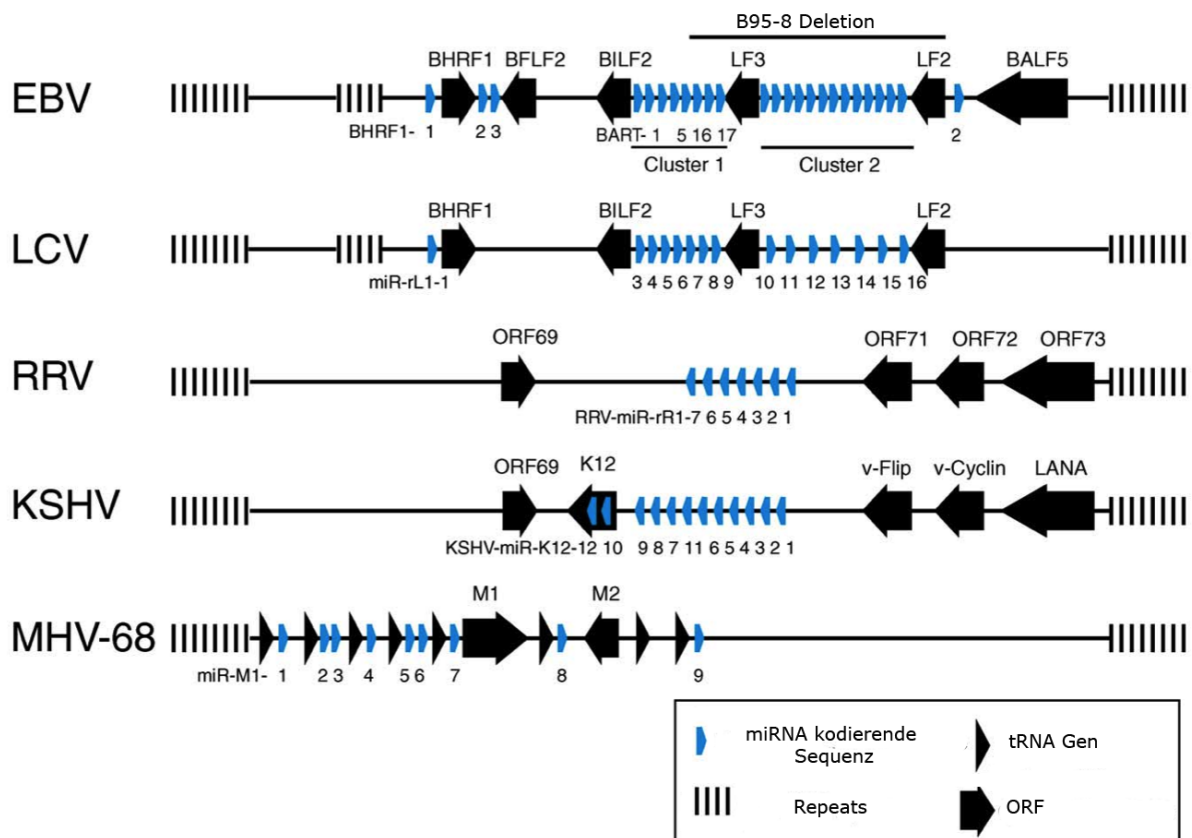 B95-8 Deletion
BHRF1 BFLF2 BILF2 LF3 LF2 BALF5
EBV
BHRF1- 1 2 3 BART- 1 5 16 17 2
Cluster 1 Cluster 2
BHRF1 BILF2 LF3 LF2
LCV
miR-rL1-1 3 4 5 6 7 8 9 10 11 12 13 14 15 16
ORF69 ORF71 ORF72 ORF73
RRV
RRV-miR-rR1-7 6 5 4 3 2 1
ORF69 K12 v-Flip v-Cyclin LANA
KSHV
KSHV-miR-K12-12 10 9 8 7 11 6 5 4 3 2 1
M1 M2
MHV-68
miR-M1- 1 2 3 4 5 6 7 8 9
miRNA kodierende
Sequenz
tRNA Gen
Repeats
ORF